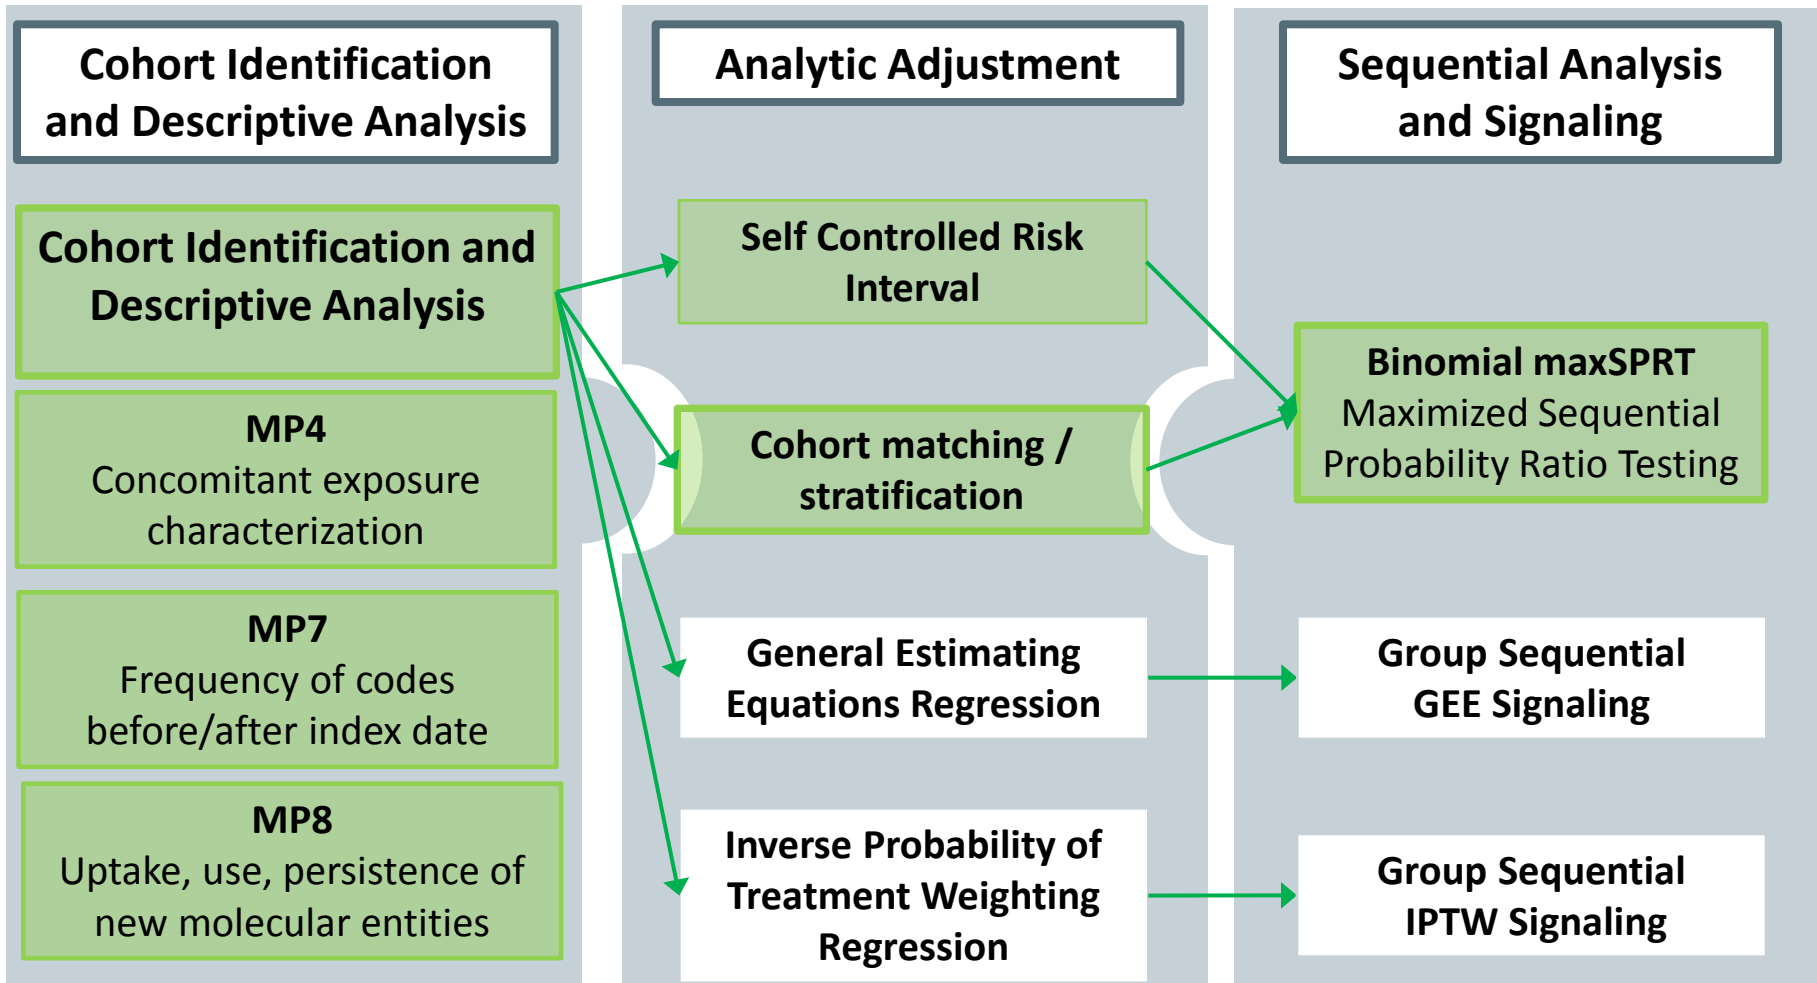 Cohort Identification
and Descriptive Analysis
Cohort Identification and
Descriptive Analysis
MP4
Concomitant exposure
characterization
MP7
Frequency of codes
before/after index date
MP8
Uptake, use, persistence of
new molecular entities
Analytic Adjustment
Self Controlled Risk
Interval
Cohort matching /
stratification
General Estimating
Equations Regression
Inverse Probability of
Treatment Weighting
Regression
Sequential Analysis
and Signaling
Binomial maxSPRT
Maximized Sequential
Probability Ratio Testing
Group Sequential
GEE Signaling
Group Sequential
IPTW Signaling